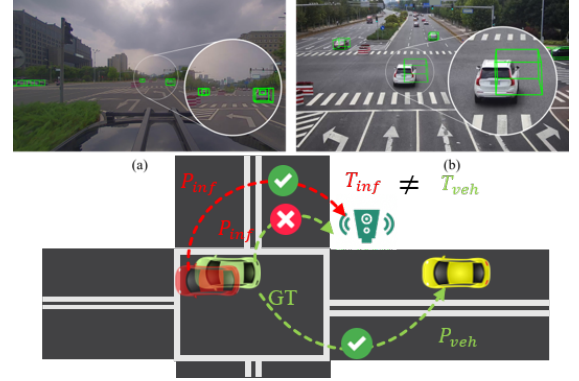 (a)
(b)
P_inf
T_inf ≠ T_veh
P_inf
GT
P_veh